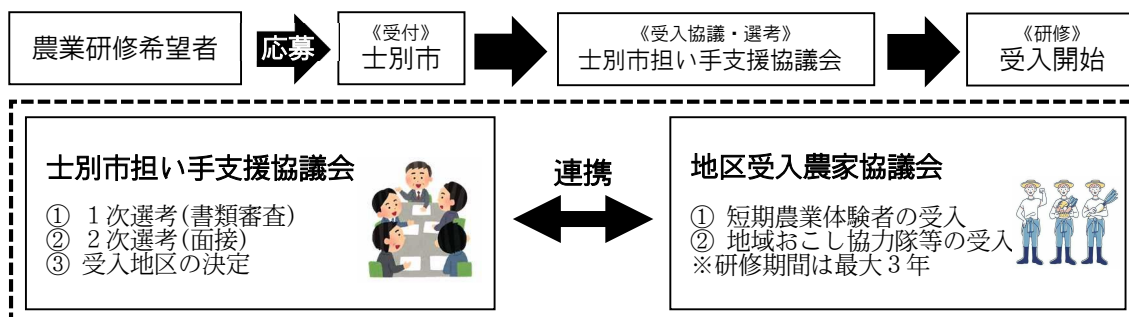 農業研修希望者
応募
《受付》
士別市
《受入協議・選考》
士別市担い手支援協議会
《研修》
受入開始
士別市担い手支援協議会
① 1次選考(書類審査)
② 2次選考(面接)
③ 受入地区の決定
連携
地区受入農家協議会
① 短期農業体験者の受入
② 地域おこし協力隊等の受入
※研修期間は最大3年